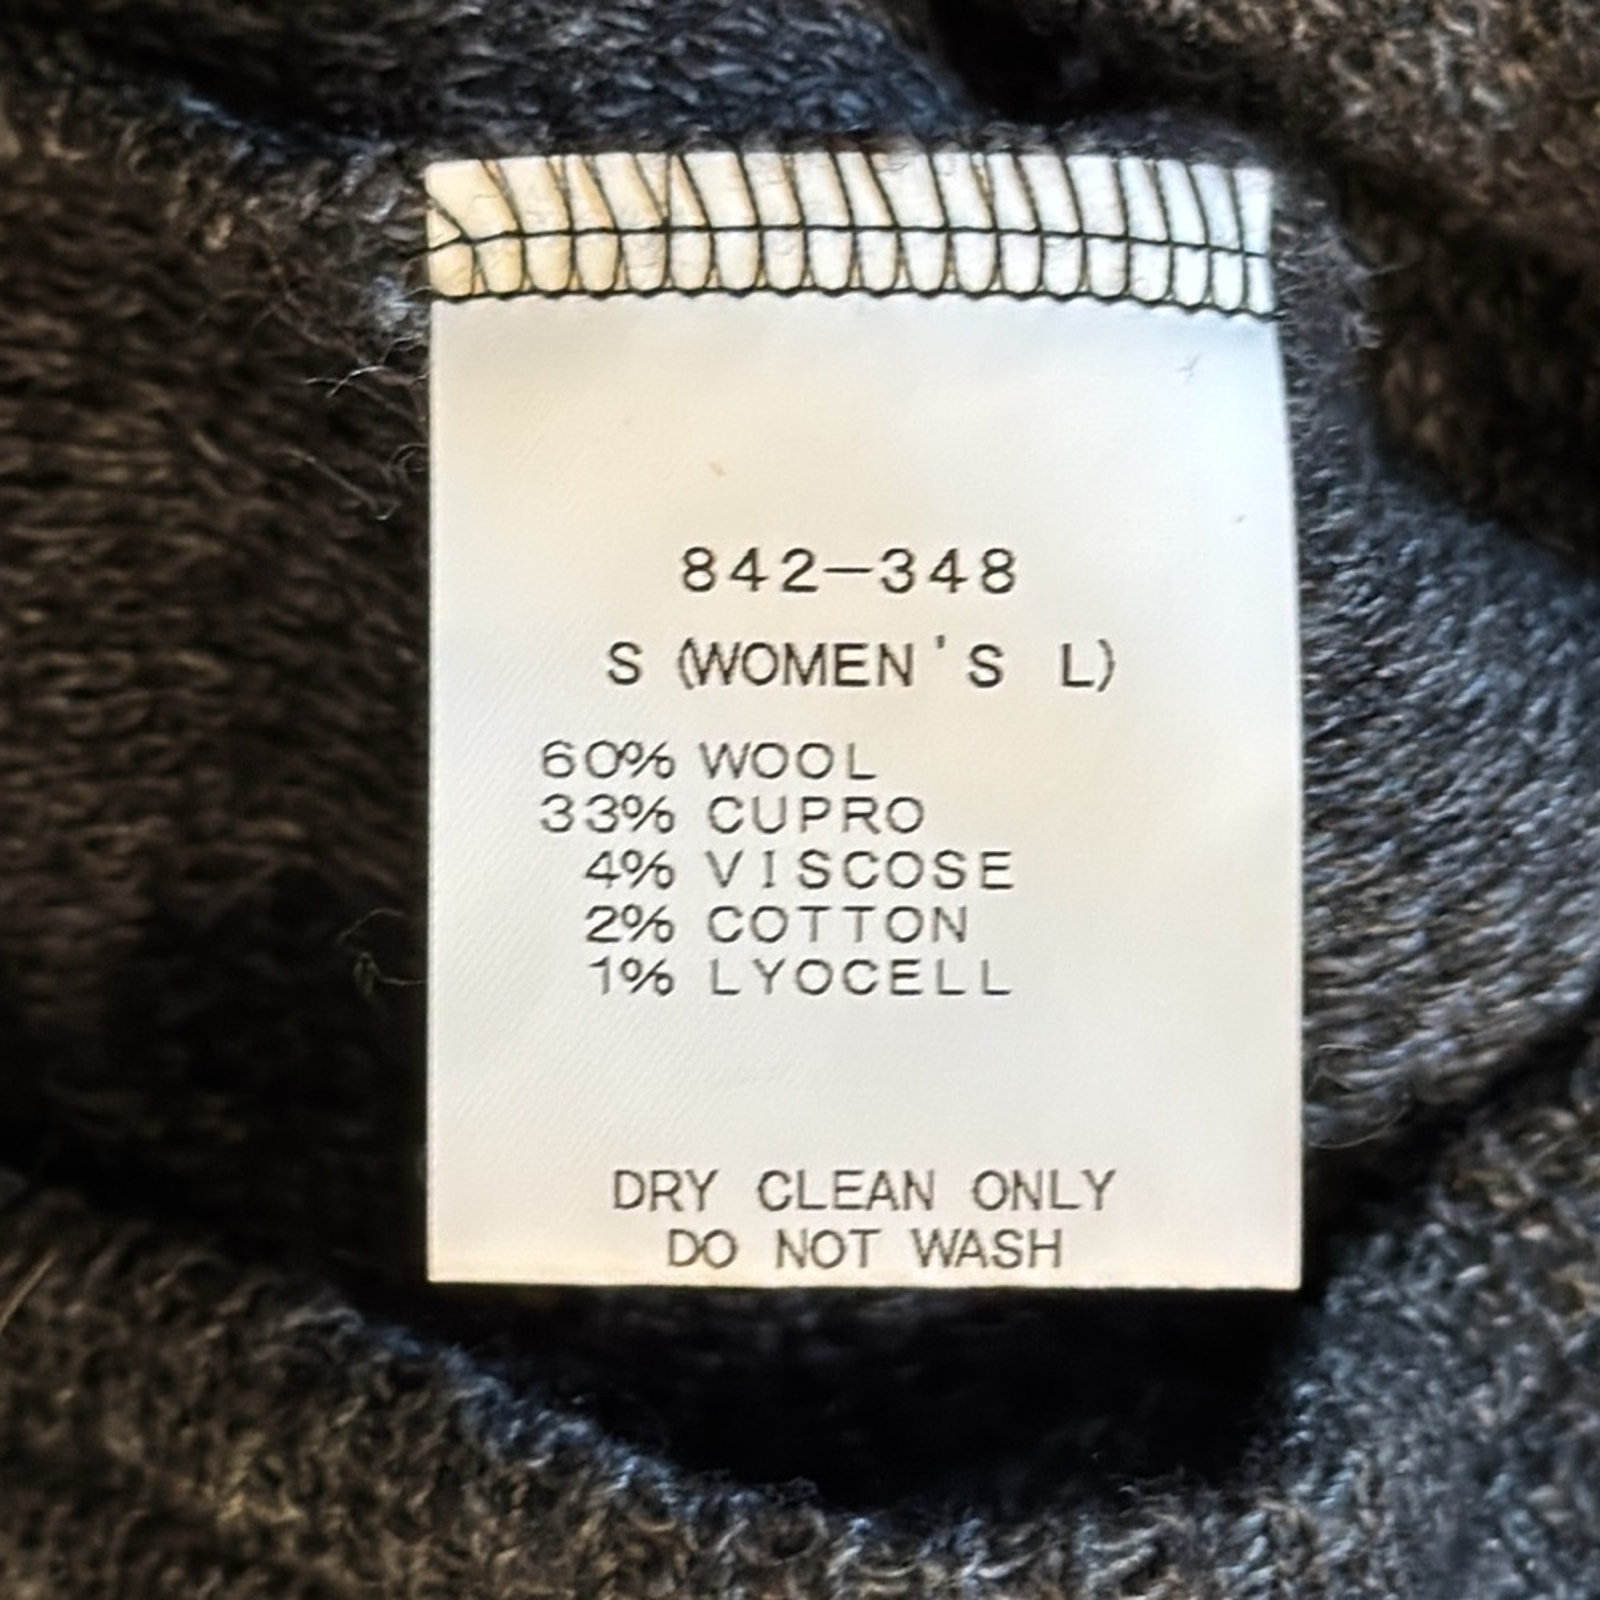 842-348
S (WOMEN'S L)
60% WOOL
33% CUPRO
4% VISCOSE
2% COTTON
1% LYOCELL
DRY CLEAN ONLY
DO NOT WASH